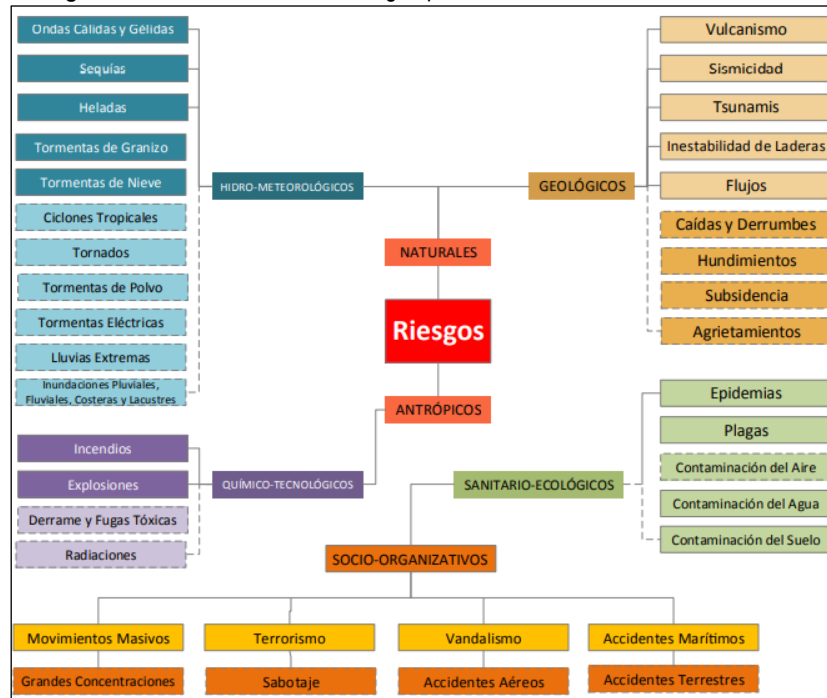 Ondas Cálidas y Gélidas
Sequías
Heladas
Tormentas de Granizo
Tormentas de Nieve
Ciclones Tropicales
Tornados
Tormentas de Polvo
Tormentas Eléctricas
Lluvias Extremas
Inundaciones Pluviales,
Fluviales, Costeras y Lacustres
HIDRO-METEOROLÓGICOS
GEOLÓGICOS
Vulcanismo
Sismicidad
Tsunamis
Inestabilidad de Laderas
Flujos
Caídas y Derrumbes
Hundimientos
Subsidencia
Agrietamientos
NATURALES
Riesgos
ANTRÓPICOS
Incendios
Explosiones
Derrame y Fugas Tóxicas
Radiaciones
QUÍMICO-TECNOLÓGICOS
SANITARIO-ECOLÓGICOS
Epidemias
Plagas
Contaminación del Aire
Contaminación del Agua
Contaminación del Suelo
SOCIO-ORGANIZATIVOS
Movimientos Masivos
Terrorismo
Vandalismo
Accidentes Marítimos
Grandes Concentraciones
Sabotaje
Accidentes Aéreos
Accidentes Terrestres